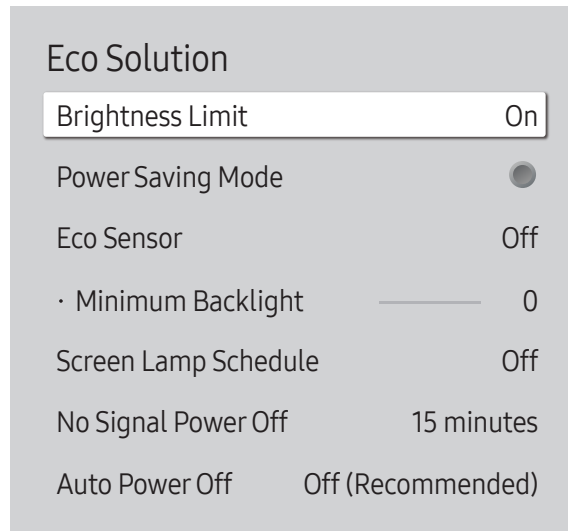 Eco Solution
Brightness Limit On
Power Saving Mode
Eco Sensor Off
· Minimum Backlight 0
Screen Lamp Schedule Off
No Signal Power Off 15 minutes
Auto Power Off Off (Recommended)